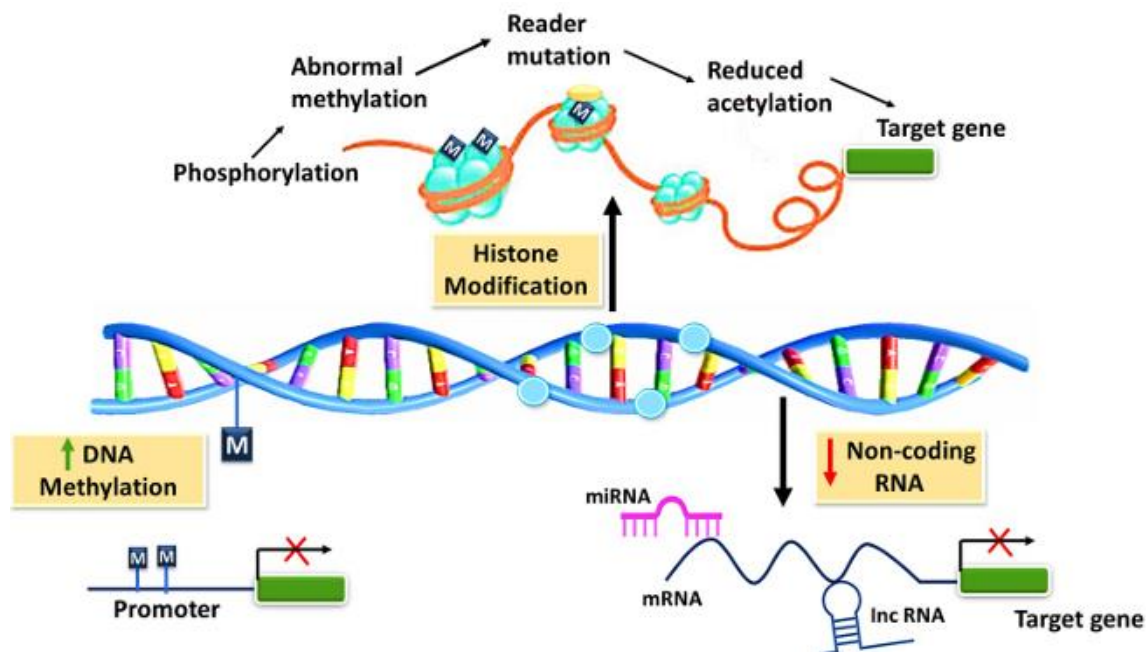 Reader
mutation
Abnormal
methylation
Reduced
acetylation
Target gene
Phosphorylation
M
M
M
Histone
Modification
M
DNA
Methylation
Non-coding
RNA
miRNA
M
M
Promoter
mRNA
lnc RNA
Target gene